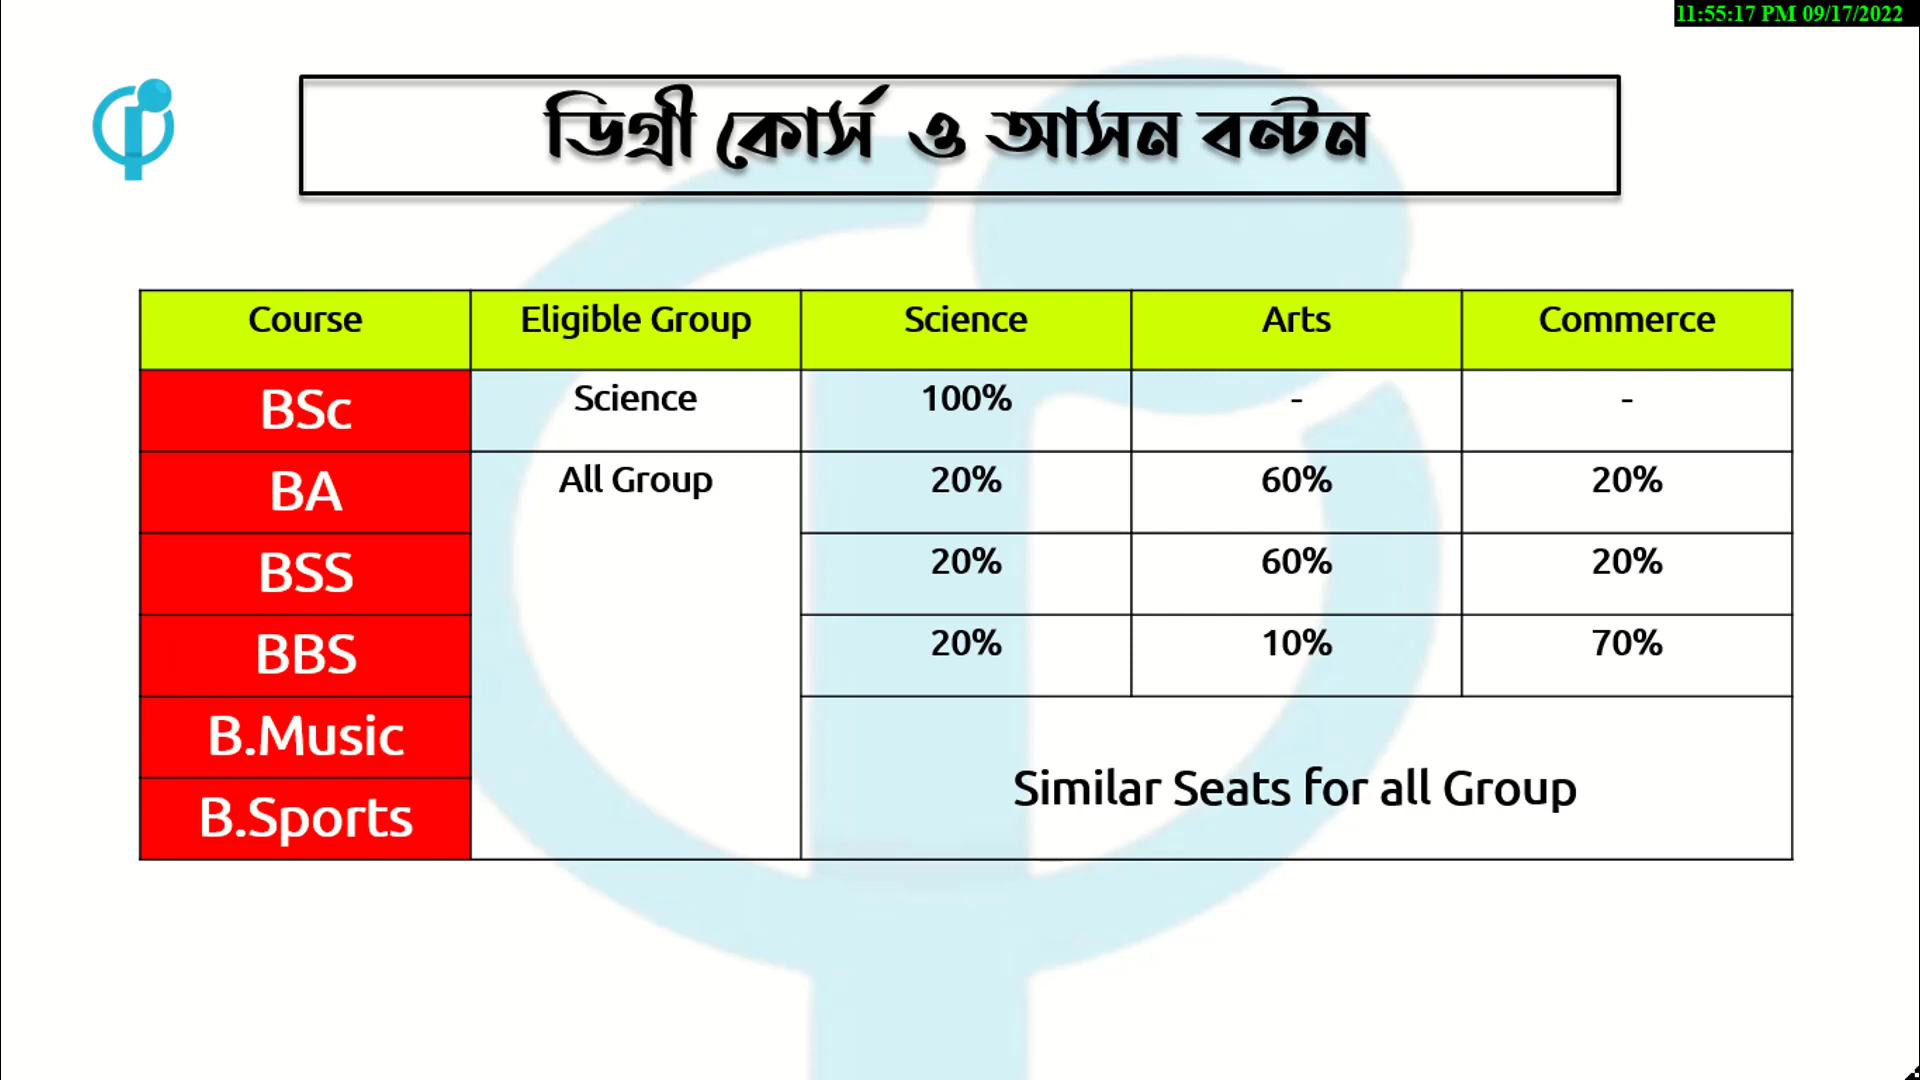 11:55:17 PM 09/17/2022
ডিগ্রী কোর্স ও আসন বন্টন
Course Eligible Group Science Arts Commerce
BSc Science 100% - -
BA All Group 20% 60% 20%
BSS 20% 60% 20%
BBS 20% 10% 70%
B.Music
Similar Seats for all Group
B.Sports